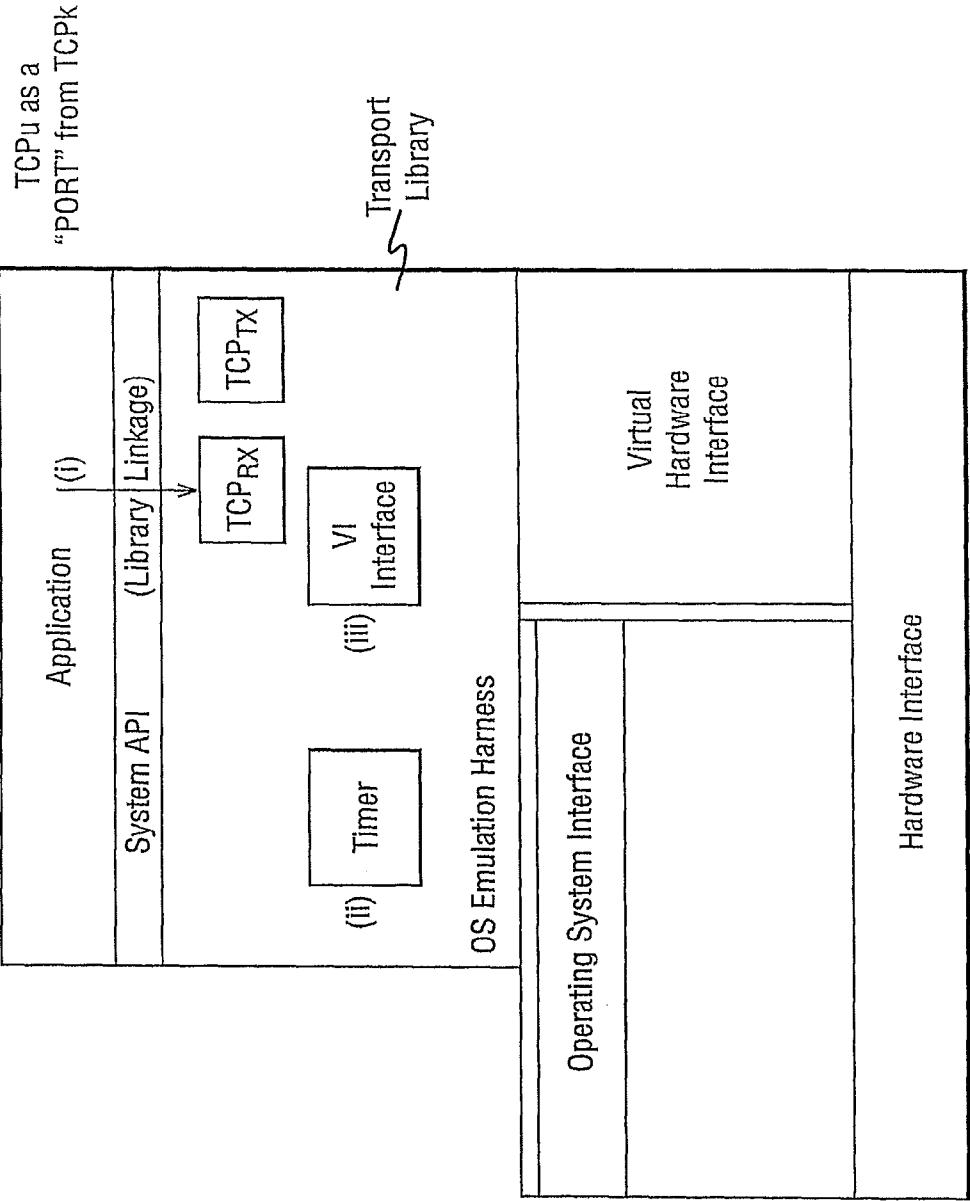 TCPu as a
"PORT" from TCPk
Application
(i)
System API
(Library Linkage)
TCPRX
TCPTX
Transport
Library
(ii)
Timer
(iii)
VI
Interface
OS Emulation Harness
Operating System Interface
Virtual
Hardware
Interface
Hardware Interface